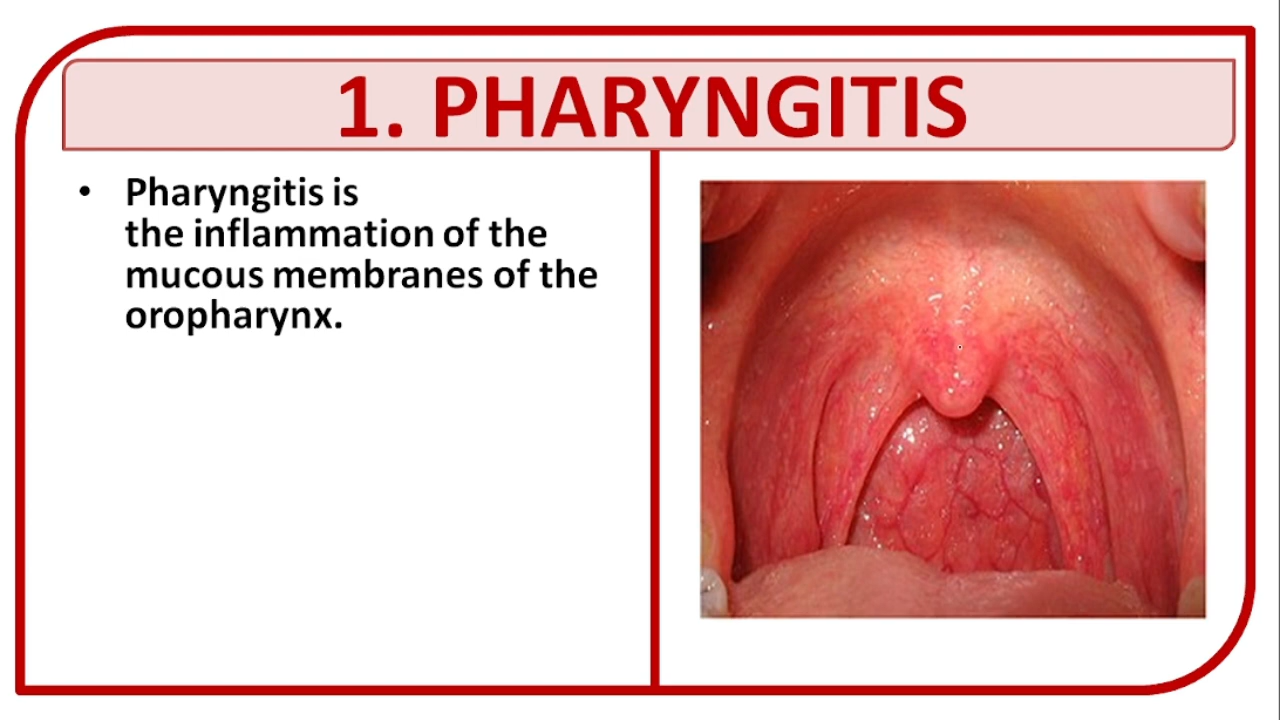 1. PHARYNGITIS
• Pharyngitis is
the inflammation of the
mucous membranes of the
oropharynx.